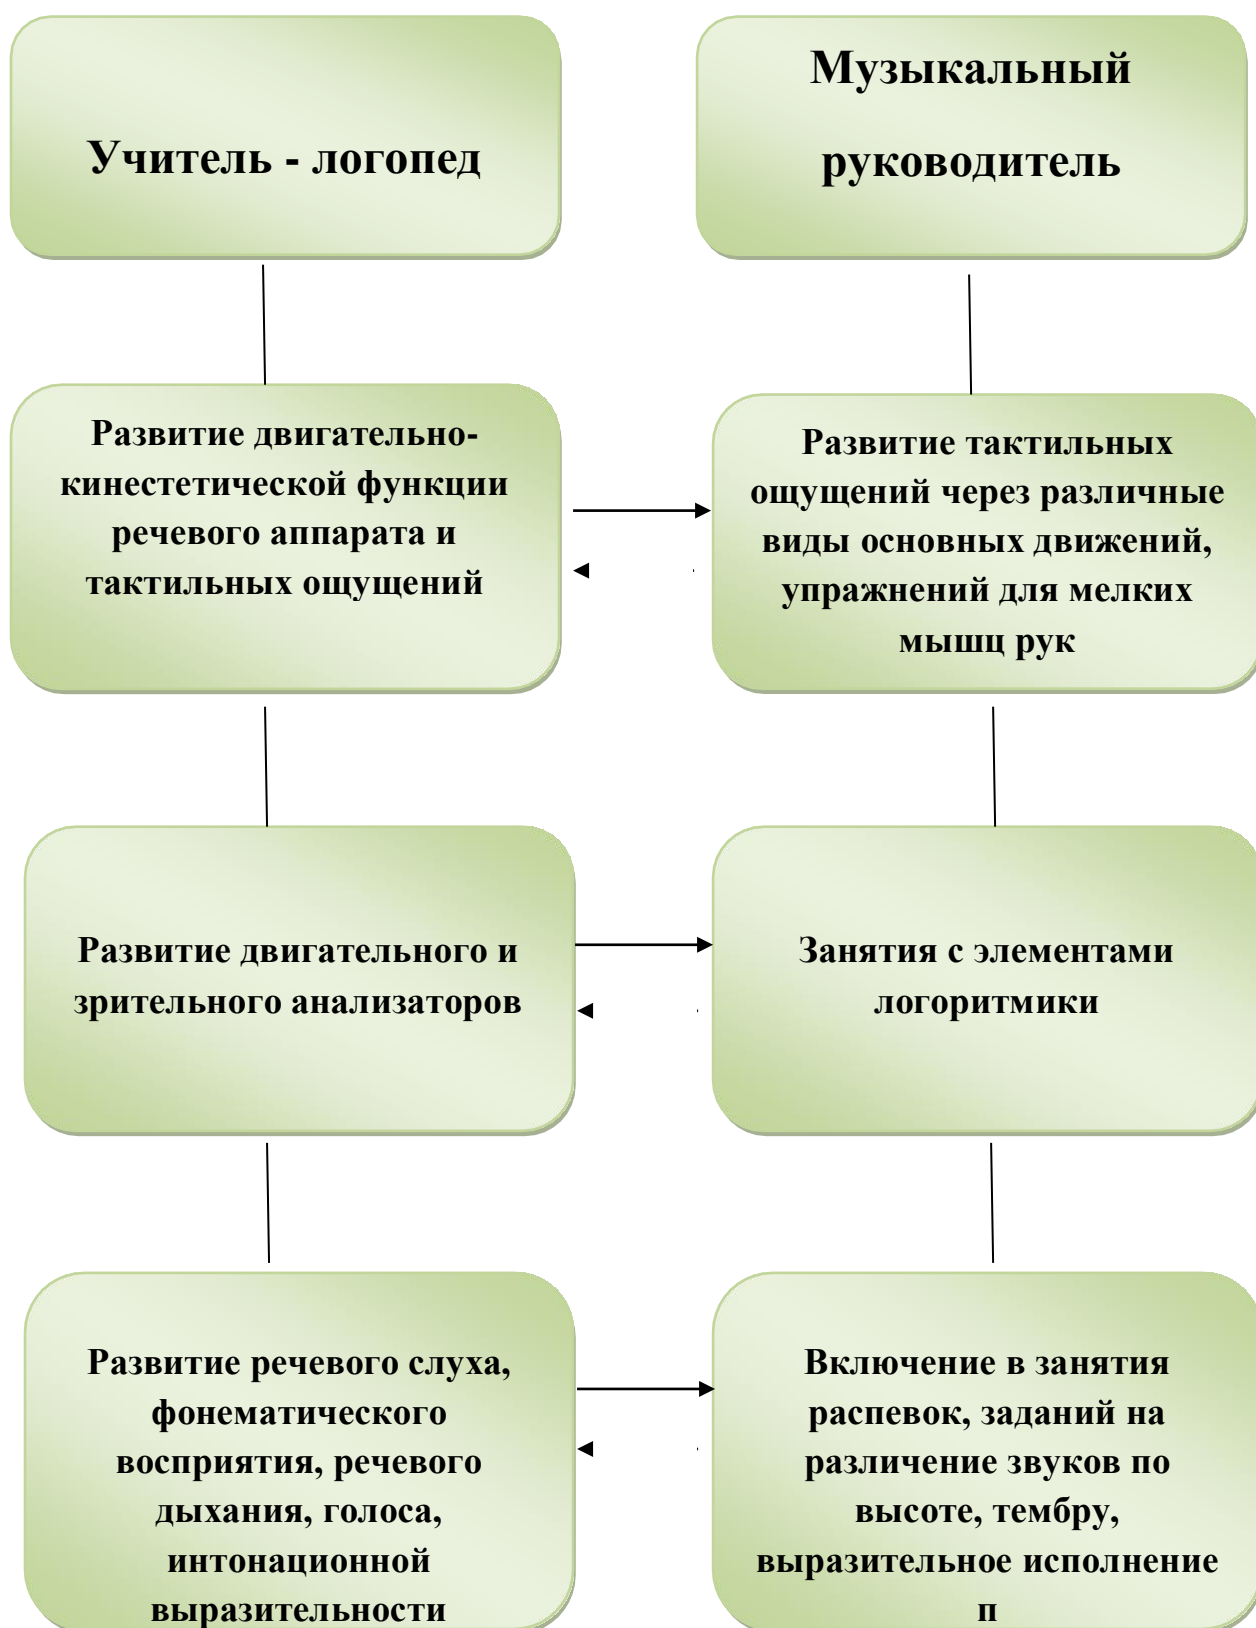 Учитель - логопед
Музыкальный
руководитель
Развитие двигательно-
кинестетической функции
речевого аппарата и
тактильных ощущений
Развитие тактильных
ощущений через различные
виды основных движений,
упражнений для мелких
мышц рук
Развитие двигательного и
зрительного анализаторов
Занятия с элементами
логоритмики
Развитие речевого слуха,
фонематического
восприятия, речевого
дыхания, голоса,
интонационной
выразительности
Включение в занятия
распевок, заданий на
различение звуков по
высоте, тембру,
выразительное исполнение
п